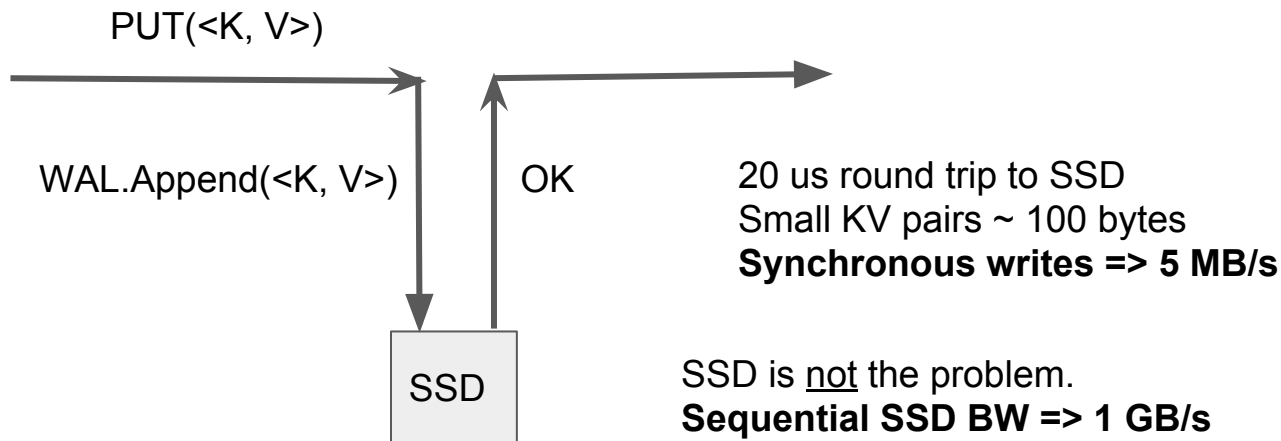 PUT(<K, V>)
WAL.Append(<K, V>)
OK
20 us round trip to SSD
Small KV pairs ~ 100 bytes
Synchronous writes => 5 MB/s
SSD
SSD is not the problem.
Sequential SSD BW => 1 GB/s